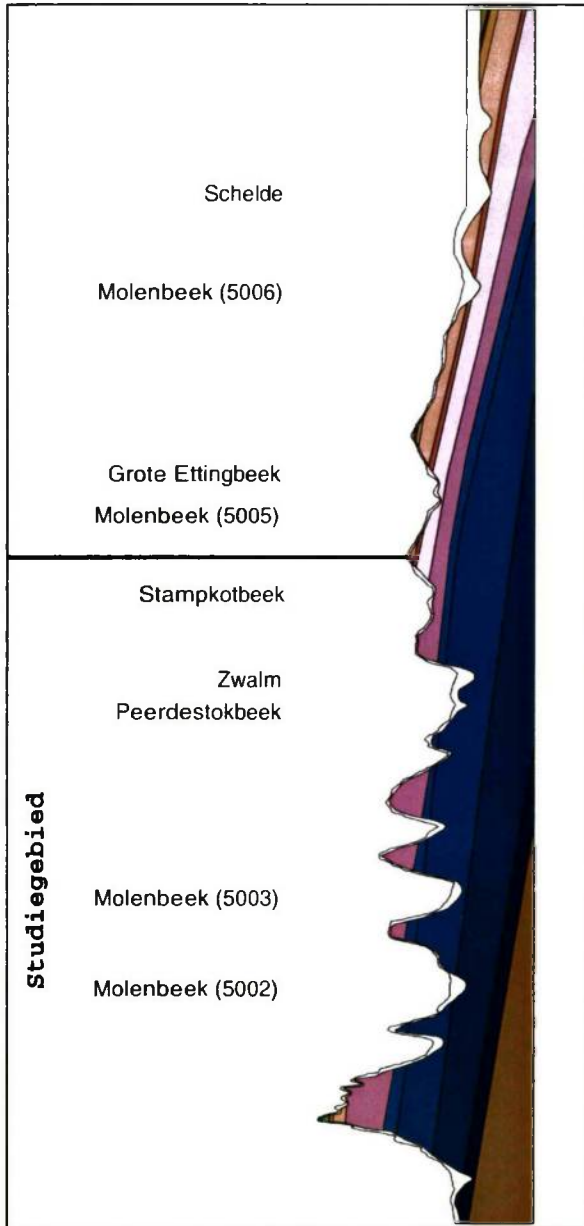 Schelde
Molenbeek (5006)
Grote Ettingbeek
Molenbeek (5005)
Stampkotbeek
Zwalm
Peerdestokbeek
Studiegebied
Molenbeek (5003)
Molenbeek (5002)